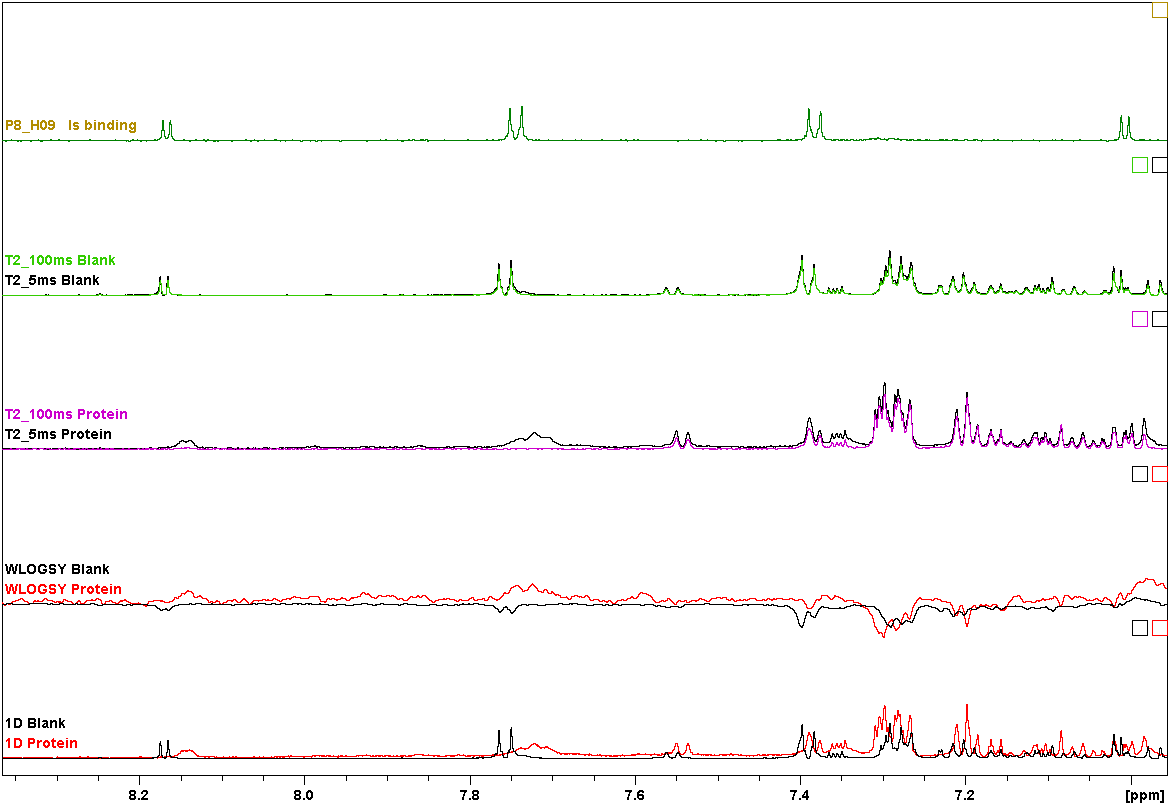 P8_H09 Is binding
T2_100ms Blank
T2_5ms Blank
T2_100ms Protein
T2_5ms Protein
WLOGSY Blank
WLOGSY Protein
1D Blank
1D Protein
8.2 8.0 7.8 7.6 7.4 7.2 [ppm]